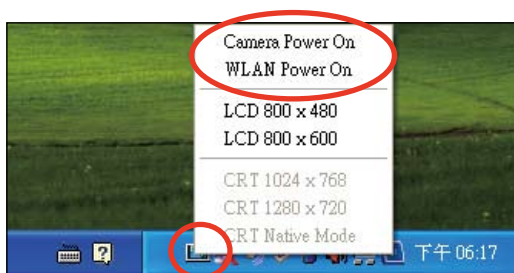 Camera Power On
WLAN Power On
LCD 800 x 480
LCD 800 x 600
CRT 1024 x 768
CRT 1280 x 720
CRT Native Mode
? 下午 06:17